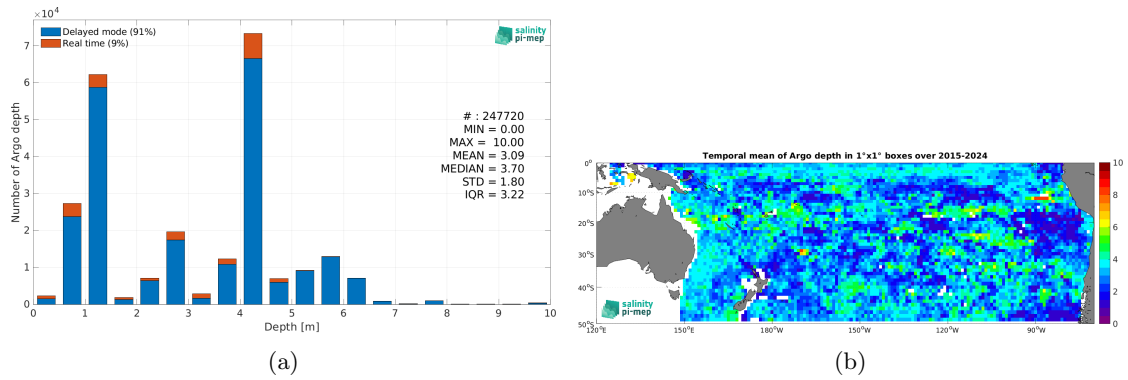 ×10^4
Delayed mode (91%)
Real time (9%)
salinity
pi-mep
7
6
5
4
3
2
1
0
Number of Argo depth
# : 247720
MIN = 0.00
MAX = 10.00
MEAN = 3.09
MEDIAN = 3.70
STD = 1.80
IQR = 3.22
0 1 2 3 4 5 6 7 8 9 10
Depth [m]
(a)
Temporal mean of Argo depth in 1°x1° boxes over 2015-2024
0°
10°S
20°S
30°S
40°S
50°S
120°E 150°E 180°W 150°W 120°W 90°W
10
8
6
4
2
0
salinity
pi-mep
(b)